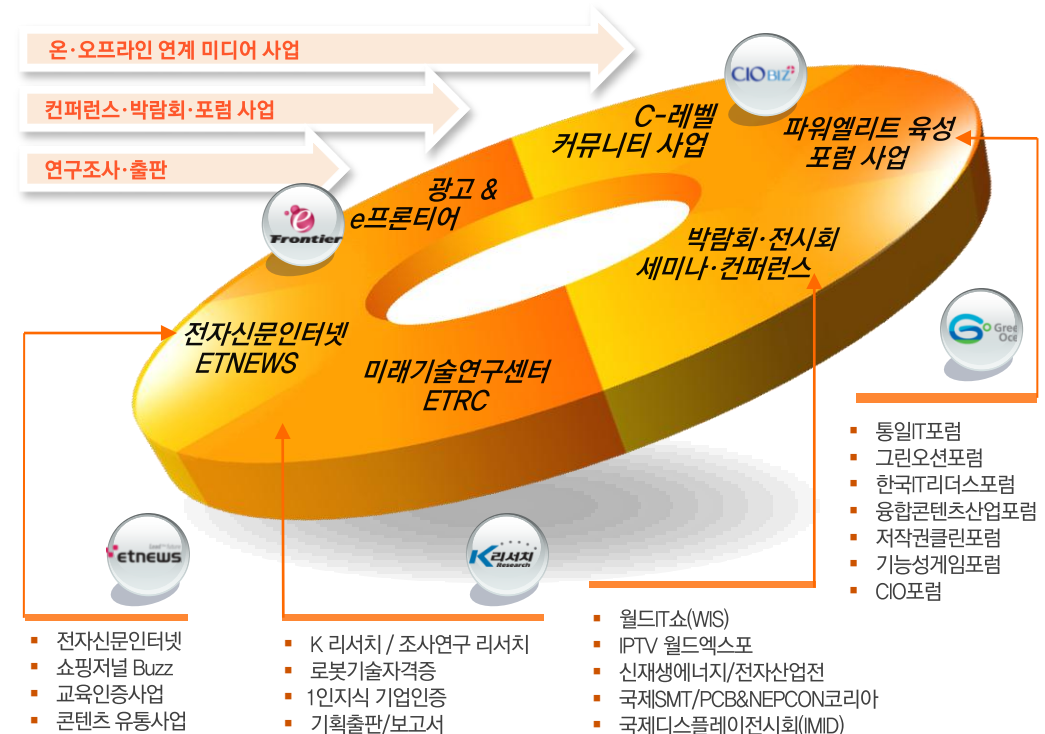 온·오프라인 연계 미디어 사업
컨퍼런스·박람회·포럼 사업
연구조사·출판
CIO BIZ
C-레벨
커뮤니티 사업
파워엘리트 육성
포럼 사업
광고 &
e프론티어
e
Frontier
박람회·전시회
세미나·컨퍼런스
전자신문인터넷
ETNEWS
미래기술연구센터
ETRC
G Gree
Oce
통일IT포럼
그린오션포럼
한국IT리더스포럼
융합콘텐츠산업포럼
저작권클린포럼
기능성게임포럼
CIO포럼
etnews
K리서치
Research
전자신문인터넷
쇼핑저널 Buzz
교육인증사업
콘텐츠 유통사업
K 리서치 / 조사연구 리서치
로봇기술자격증
1인지식 기업인증
기획출판/보고서
월드IT쇼(WIS)
IPTV 월드엑스포
신재생에너지/전자산업전
국제SMT/PCB&NEPCON코리아
국제디스플레이전시회(IMID)